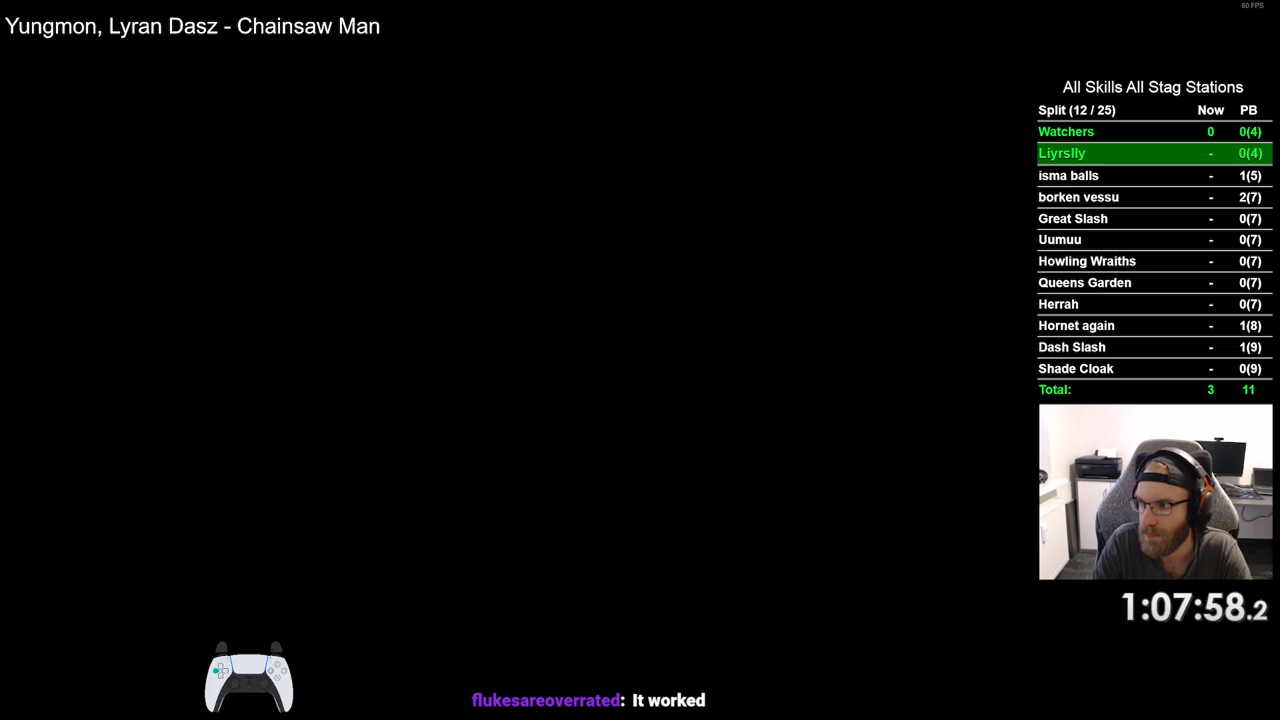 60 FPS
Yungmon, Lyran Dasz - Chainsaw Man
All Skills All Stag Stations
Split (12 / 25) Now PB
Watchers 0 0(4)
Liyrslly - 0(4)
isma balls - 1(5)
borken vessu - 2(7)
Great Slash - 0(7)
Uumuu - 0(7)
Howling Wraiths - 0(7)
Queens Garden - 0(7)
Herrah - 0(7)
Hornet again - 1(8)
Dash Slash - 1(9)
Shade Cloak - 0(9)
Total: 3 11
1:07:58.2
flukesareoverrated: It worked